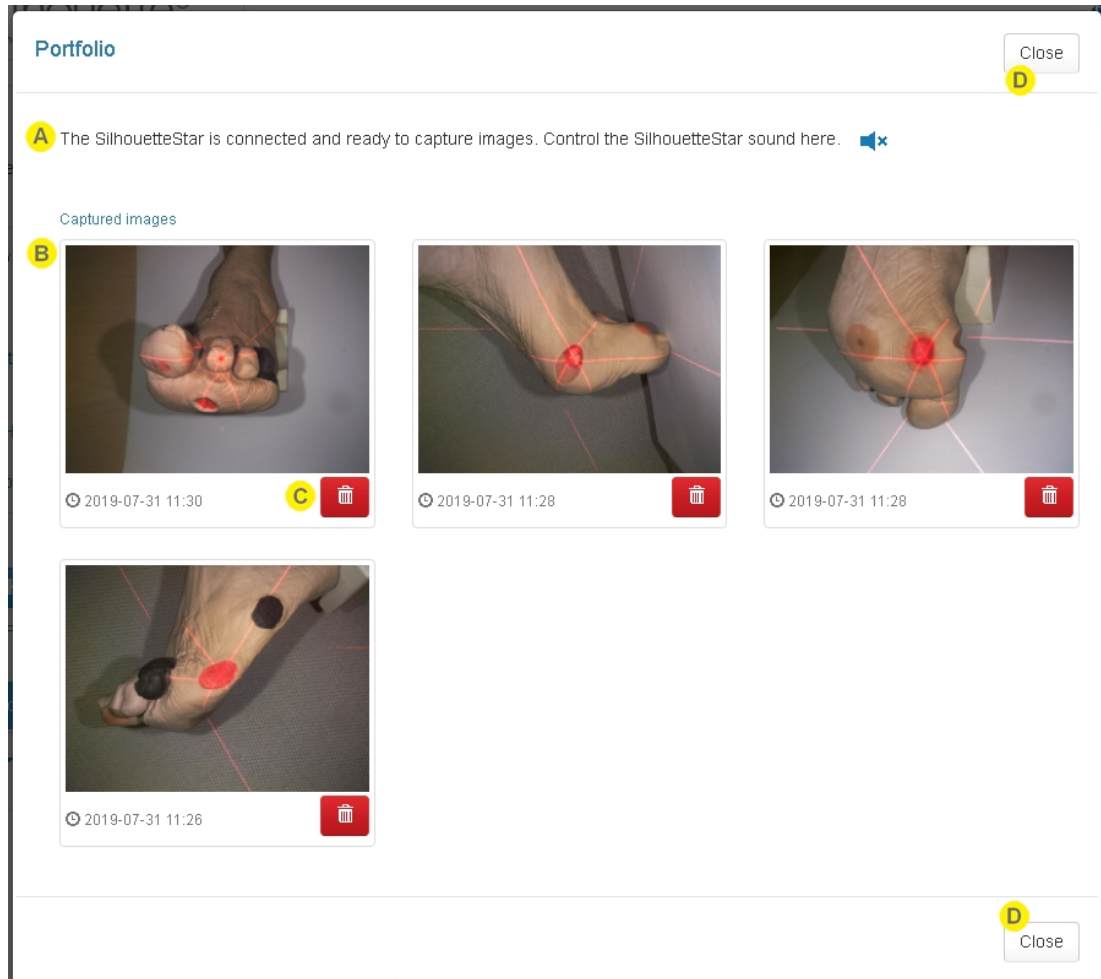 Portfolio
Close
D
A
The SilhouetteStar is connected and ready to capture images. Control the SilhouetteStar sound here.
Captured images
B
2019-07-31 11:30
C
2019-07-31 11:28
2019-07-31 11:28
2019-07-31 11:26
D
Close